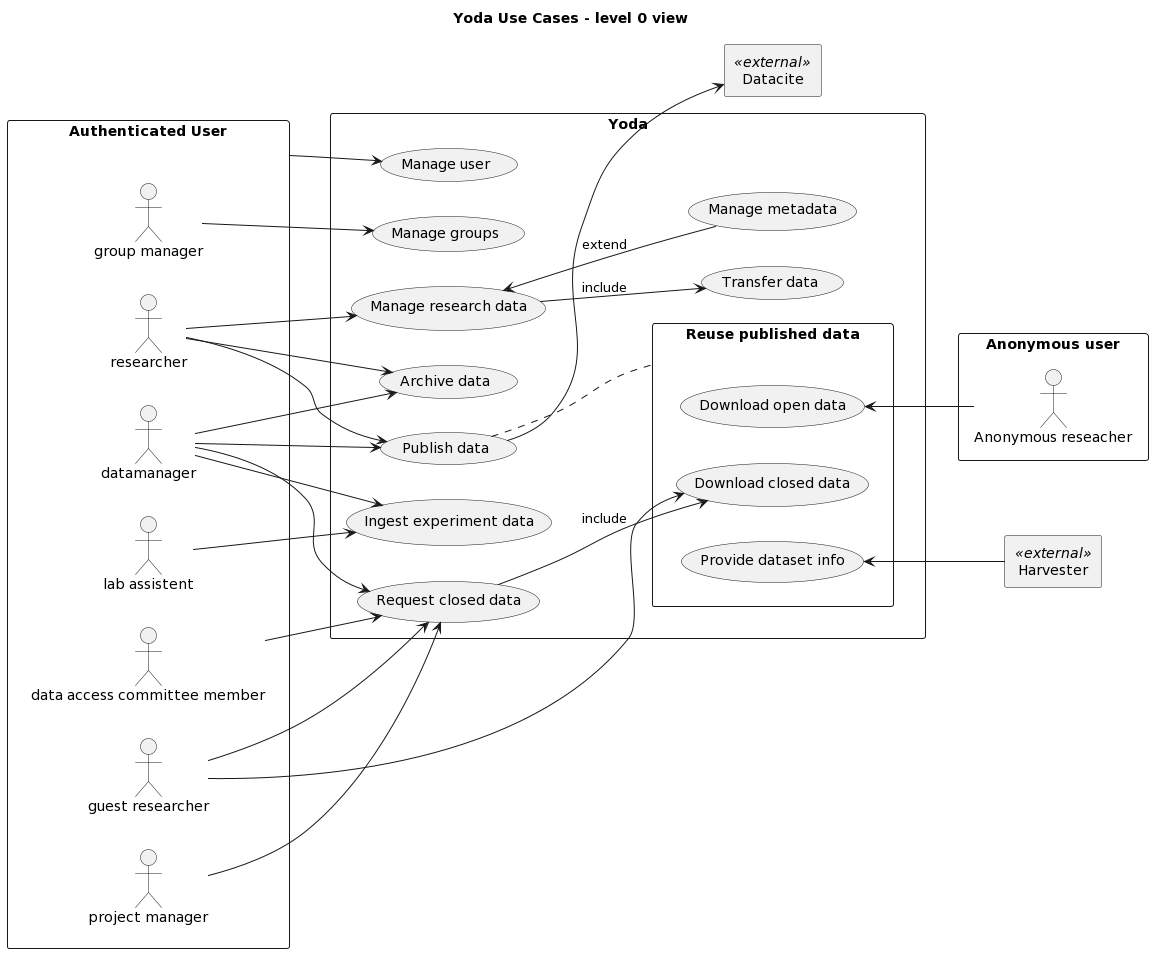 Yoda Use Cases - level 0 view
«external»
Datacite
Authenticated User
group manager
researcher
datamanager
lab assistent
data access committee member
guest researcher
project manager
Yoda
Manage user
Manage groups
Manage research data
Archive data
Publish data
Ingest experiment data
Request closed data
extend
include
include
Manage metadata
Transfer data
Reuse published data
Download open data
Download closed data
Provide dataset info
Anonymous user
Anonymous reseacher
«external»
Harvester